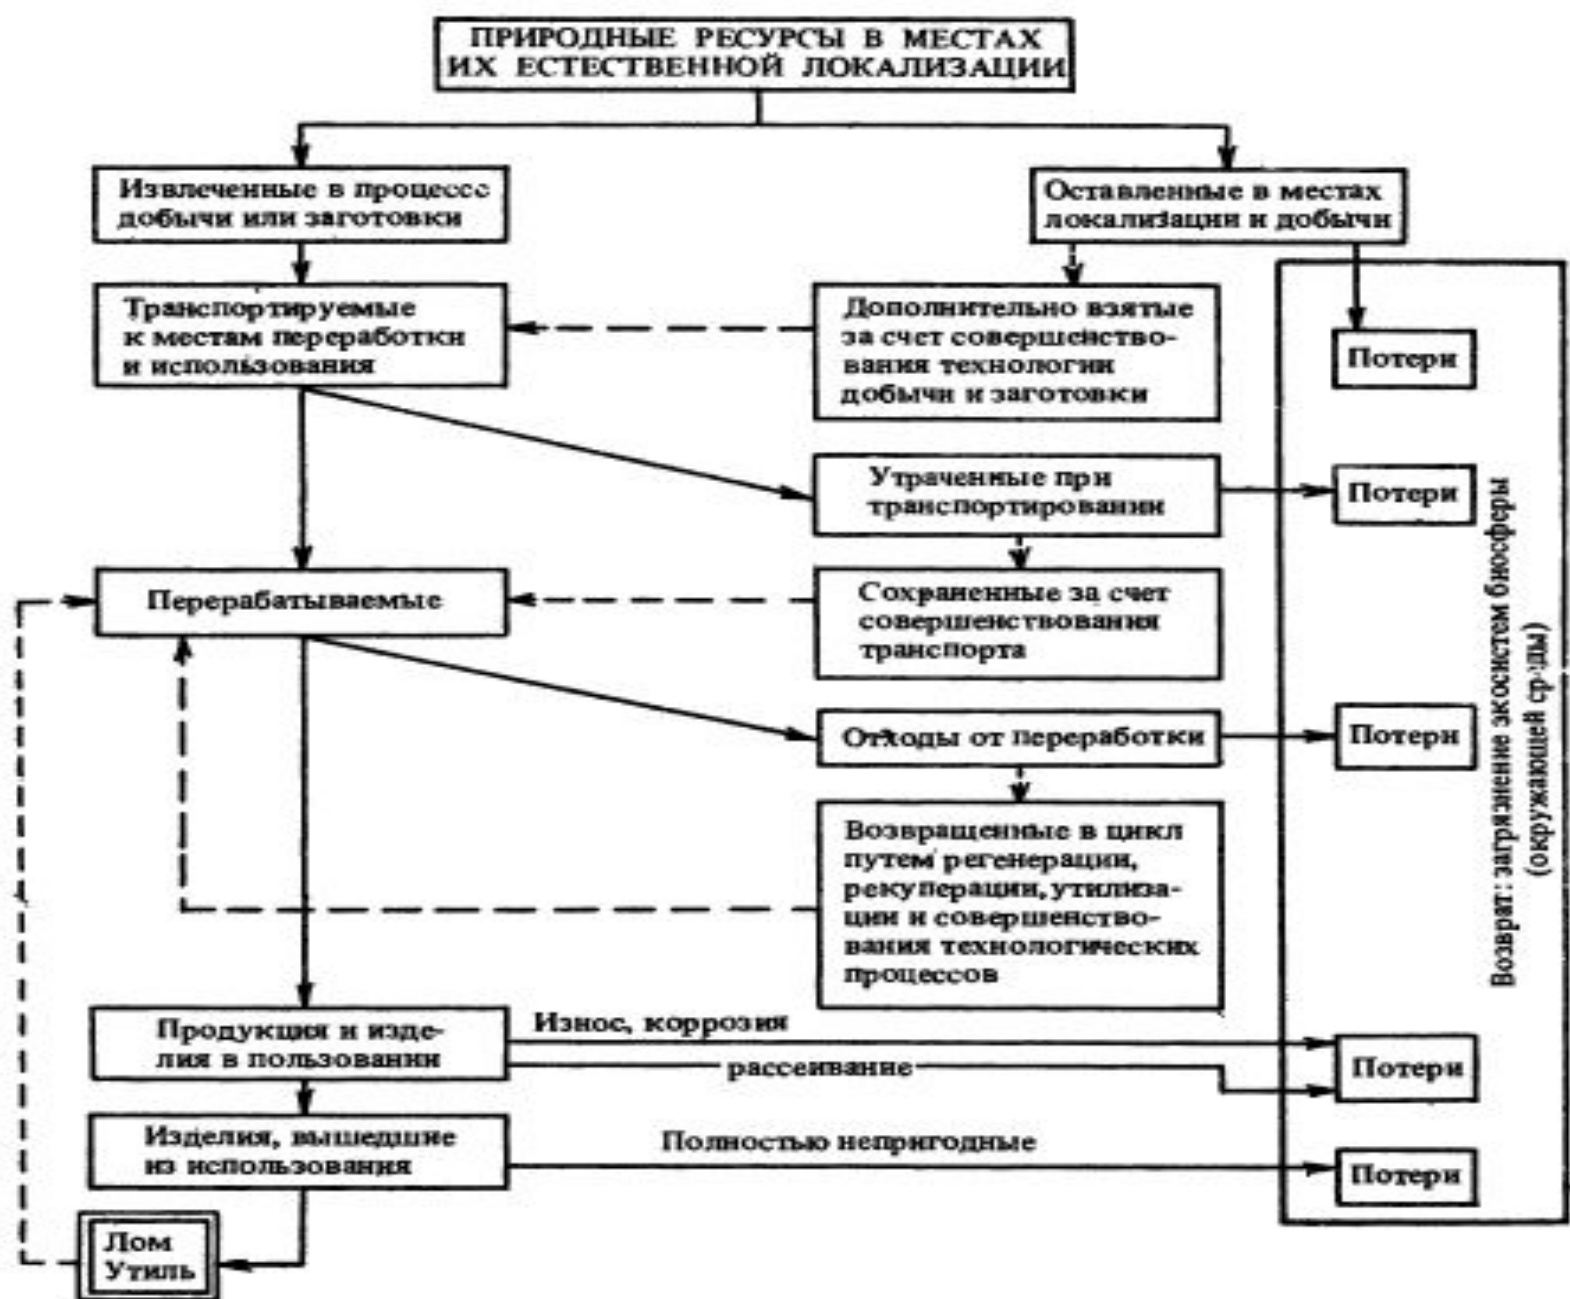 ПРИРОДНЫЕ РЕСУРСЫ В МЕСТАХ
ИХ ЕСТЕСТВЕННОЙ ЛОКАЛИЗАЦИИ
Извлеченные в процессе
добычи или заготовки
Оставленные в местах
локализации и добычи
Транспортируемые
к местам переработки
и использования
Дополнительно взятые
за счет совершенство-
вания технологии
добычи и заготовки
Потери
Утраченные при
транспортировании
Потери
Перерабатываемые
Сохраненные за счет
совершенствования
транспорта
Отходы от переработки
Потери
Возвращенные в цикл
путем регенерации,
рекуперации, утилиза-
ции и совершенство-
вания технологических
процессов
Продукция и изде-
лия в пользовании
Износ, коррозия
рассеивание
Потери
Изделия, вышедшие
из использования
Полностью непригодные
Потери
Лом
Утиль
Возврат: загрязнение экосистем биосферы
(окружающей среды)